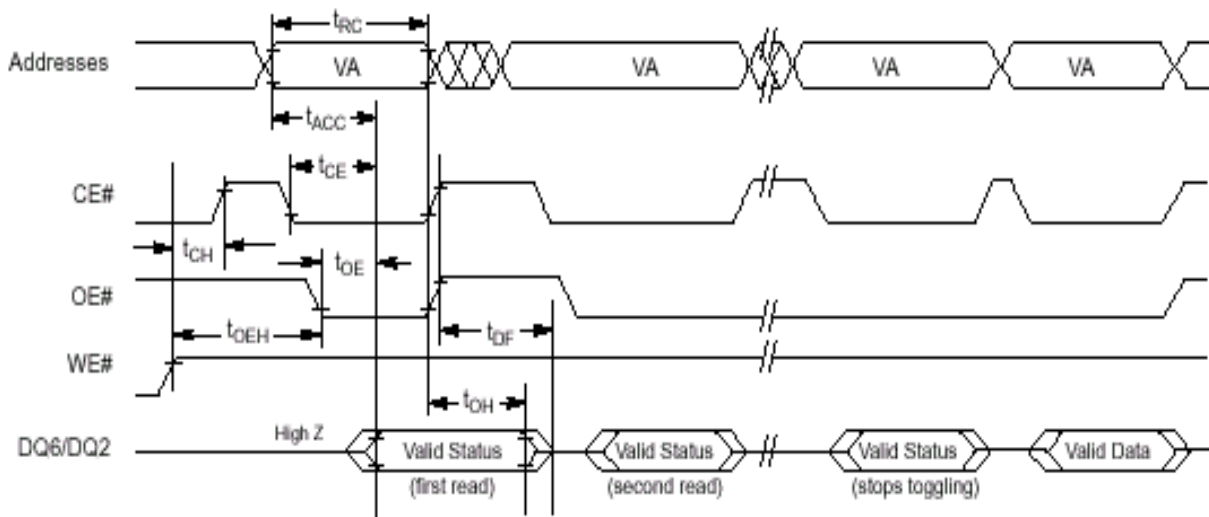 tRC
Addresses VA VA VA VA
tACC
tCE
CE#
tCH
tOE
OE#
tOEH
tDF
WE#
tOH
DQ6/DQ2 High Z Valid Status Valid Status Valid Status Valid Data
(first read) (second read) (stops toggling)